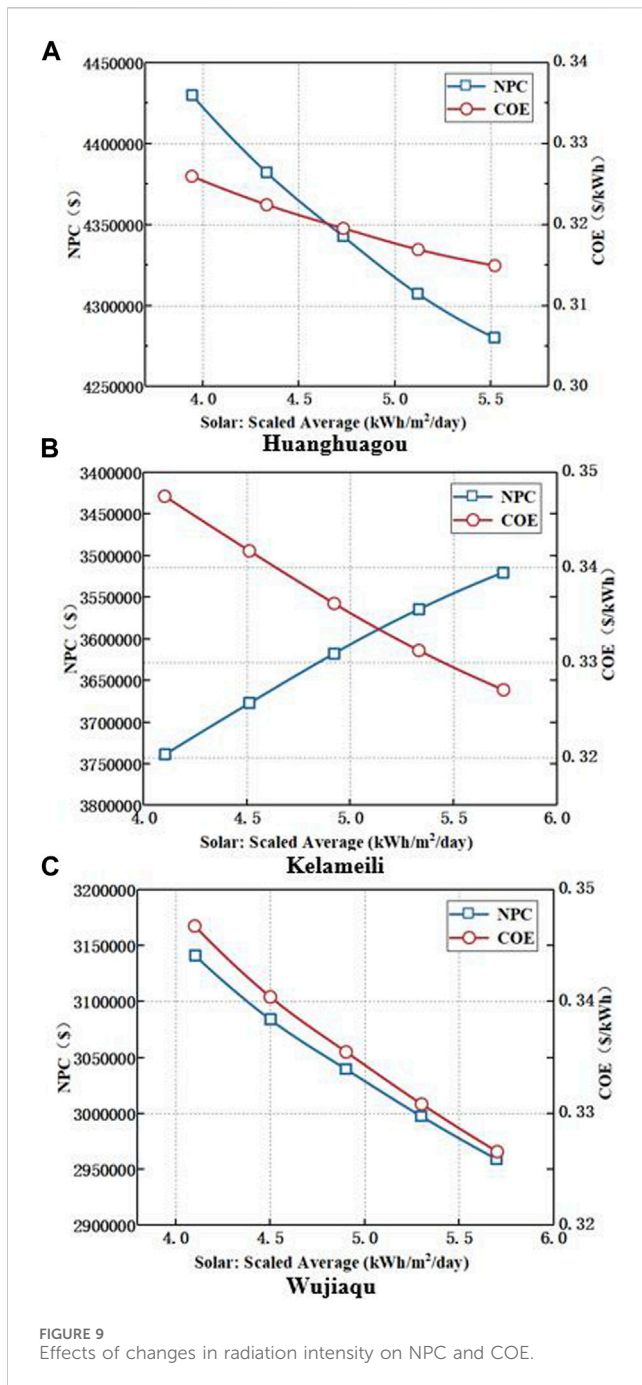 A
4450000
4400000
4350000
4300000
4250000
NPC ($)
0.34
0.33
0.32
0.31
0.30
COE ($/kWh)
NPC
COE
4.0 4.5 5.0 5.5
Solar: Scaled Average (kWh/m²/day)
Huanghuagou
B
3400000
3450000
3500000
3550000
3600000
3650000
3700000
3750000
3800000
NPC ($)
0.35
0.34
0.33
0.32
COE ($/kWh)
NPC
COE
4.0 4.5 5.0 5.5 6.0
Solar: Scaled Average (kWh/m²/day)
Kelameili
C
3200000
3150000
3100000
3050000
3000000
2950000
2900000
NPC ($)
0.35
0.34
0.33
0.32
COE ($/kWh)
NPC
COE
4.0 4.5 5.0 5.5 6.0
Solar: Scaled Average (kWh/m²/day)
Wujiaqu
FIGURE 9
Effects of changes in radiation intensity on NPC and COE.